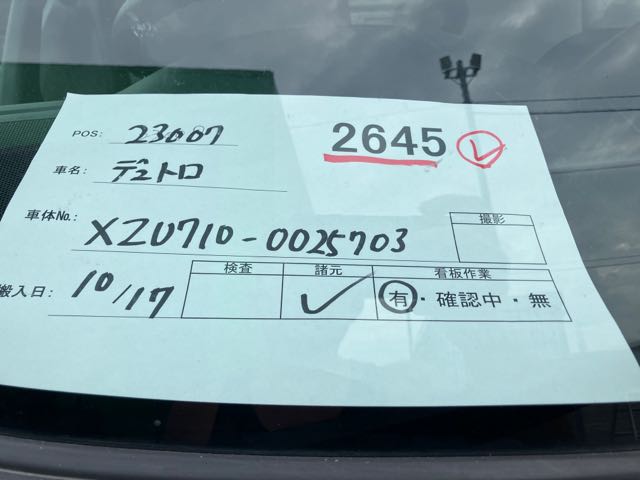 POS: 23007 2645
車名: デュトロ
車体No.: XZU710-0025703
撮影
検査 諸元 看板作業
搬入日: 10/17 有・確認中・無